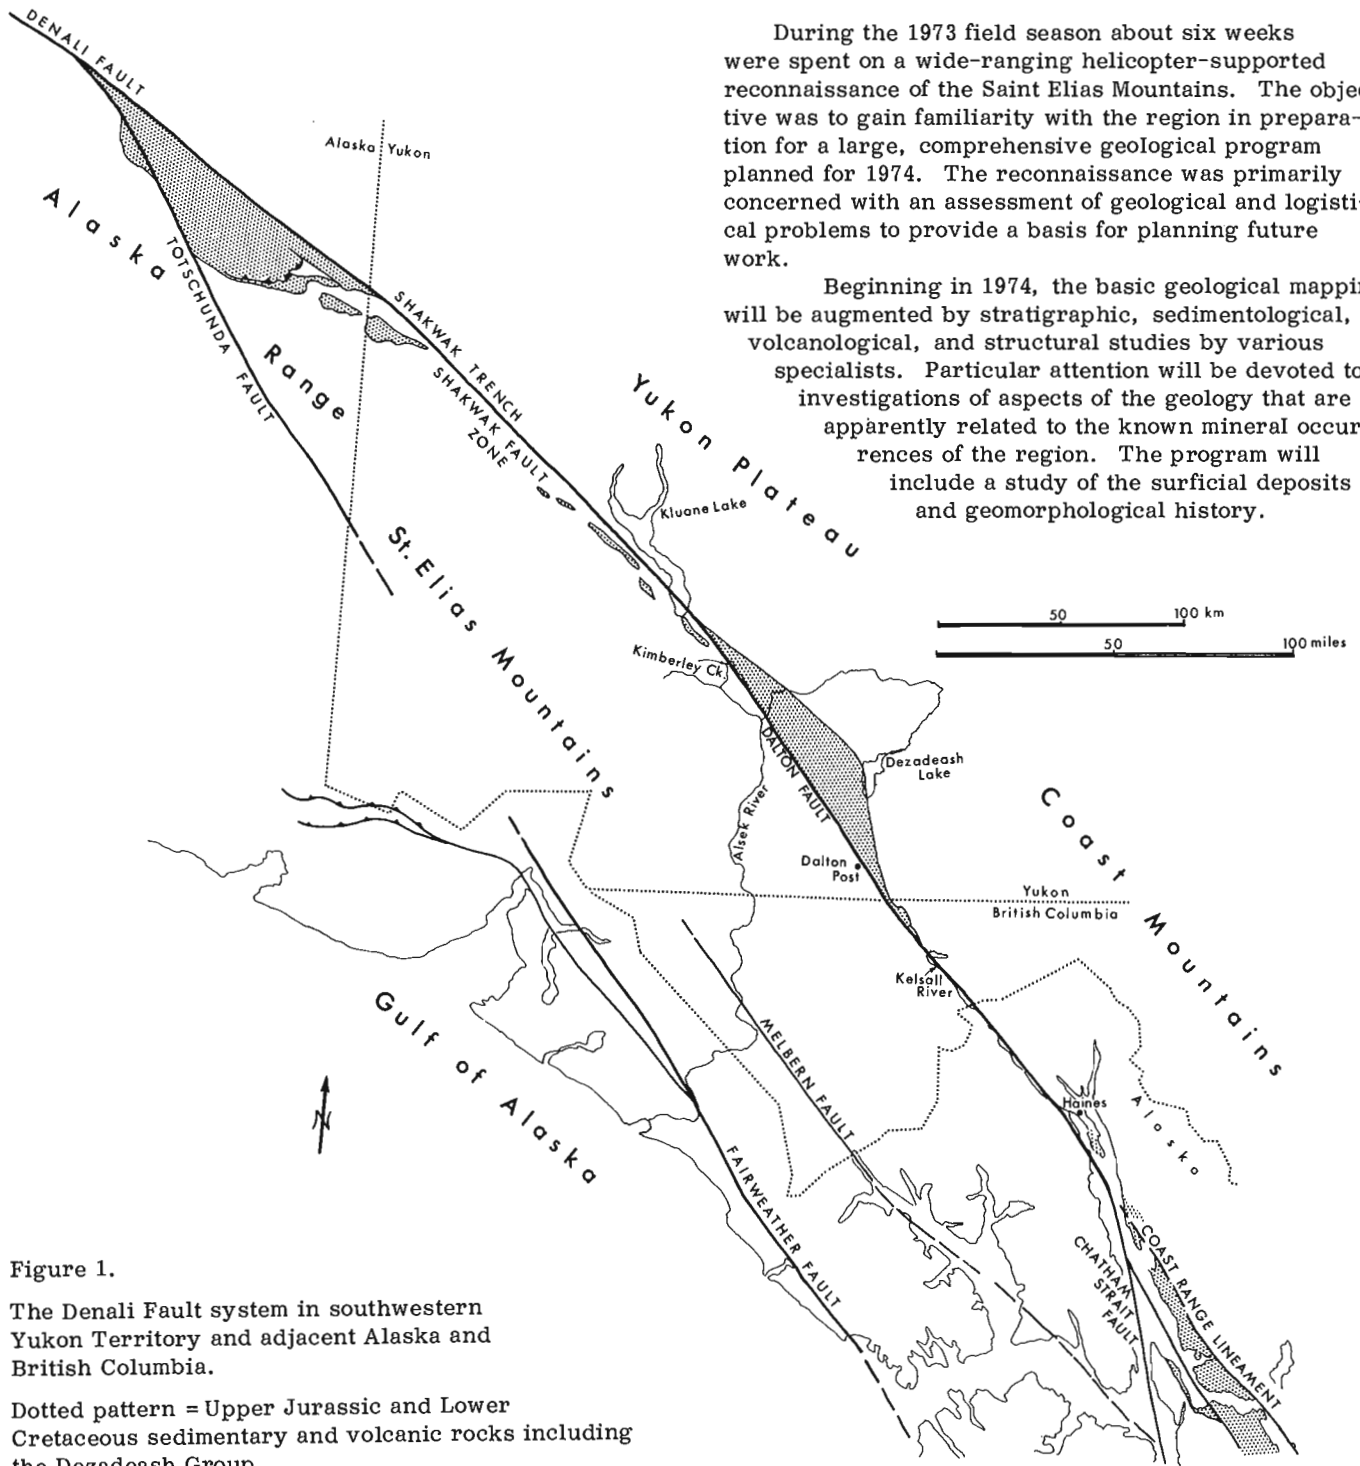 During the 1973 field season about six weeks
were spent on a wide-ranging helicopter-supported
reconnaissance of the Saint Elias Mountains. The objec
tive was to gain familiarity with the region in prepara-
tion for a large, comprehensive geological program
planned for 1974. The reconnaissance was primarily
concerned with an assessment of geological and logisti-
cal problems to provide a basis for planning future
work.
Beginning in 1974, the basic geological mappin
will be augmented by stratigraphic, sedimentological,
volcanological, and structural studies by various
specialists. Particular attention will be devoted to
investigations of aspects of the geology that are
apparently related to the known mineral occur
rences of the region. The program will
include a study of the surficial deposits
and geomorphological history.
DENALI FAULT
Alaska Yukon
Alaska
Range
TOTSCHUNDA FAULT
SHAKWAK TRENCH
SHAKWAK FAULT
ZONE
Yukon Plateau
Kluane Lake
St. Elias Mountains
50 100 km
50 100 miles
Kimberley Ck.
DALTON FAULT
Dezadeash
Lake
Alsek River
Dalton
Post
Coast Mountains
Yukon
British Columbia
Kelsall
River
Gulf of Alaska
MELBERN FAULT
N
Haines
Alaska
FAIRWEATHER FAULT
CHATHAM
STRAIT
FAULT
COAST RANGE LINEAMENT
Figure 1.
The Denali Fault system in southwestern
Yukon Territory and adjacent Alaska and
British Columbia.
Dotted pattern = Upper Jurassic and Lower
Cretaceous sedimentary and volcanic rocks including
the Dezadeash Group